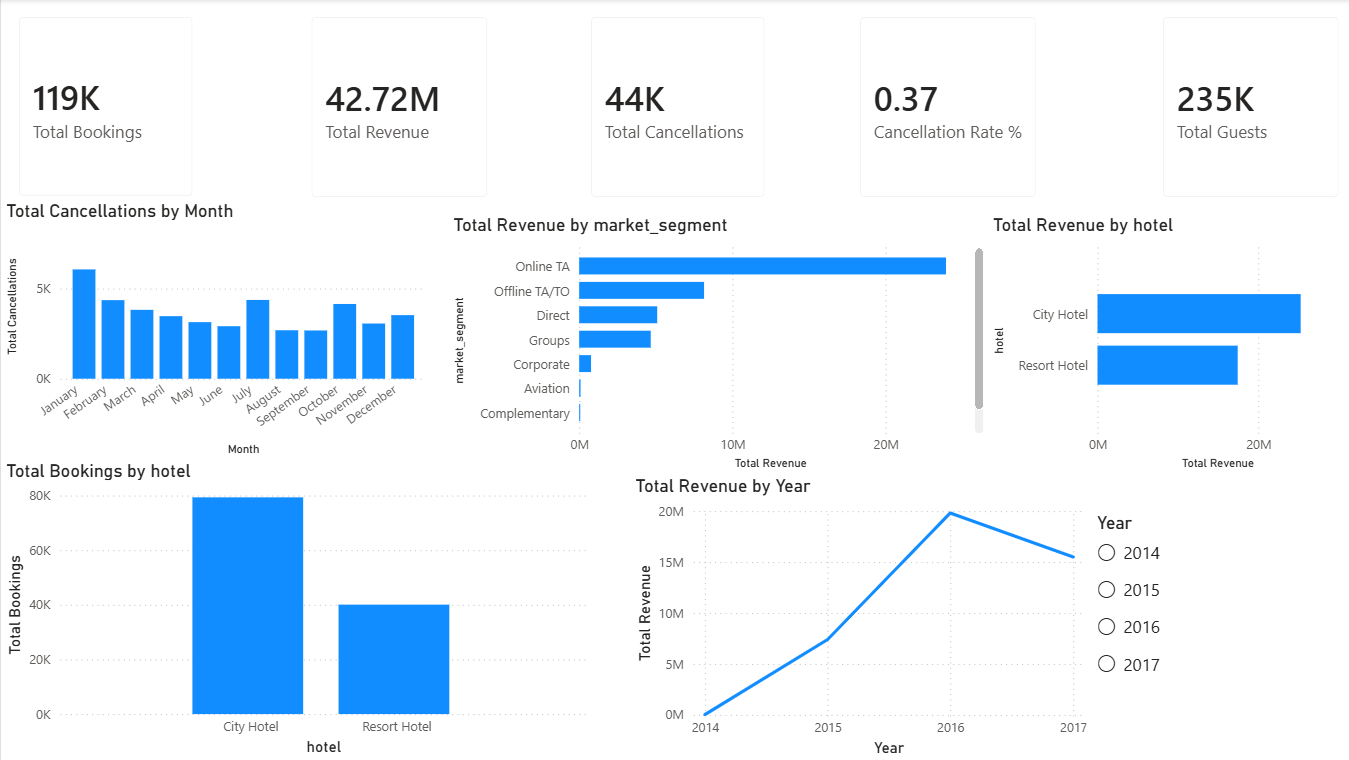 119K
Total Bookings
42.72M
Total Revenue
44K
Total Cancellations
0.37
Cancellation Rate %
235K
Total Guests
Total Cancellations by Month
Total Cancellations
5K
0K
January
February
March
April
May
June
July
August
September
October
November
December
Month
Total Revenue by market_segment
market_segment
Online TA
Offline TA/TO
Direct
Groups
Corporate
Aviation
Complementary
0M
10M
20M
Total Revenue
Total Revenue by hotel
hotel
City Hotel
Resort Hotel
0M
20M
Total Revenue
Total Bookings by hotel
Total Bookings
80K
60K
40K
20K
0K
City Hotel
Resort Hotel
hotel
Total Revenue by Year
Total Revenue
20M
15M
10M
5M
0M
2014
2015
2016
2017
Year
Year
2014
2015
2016
2017